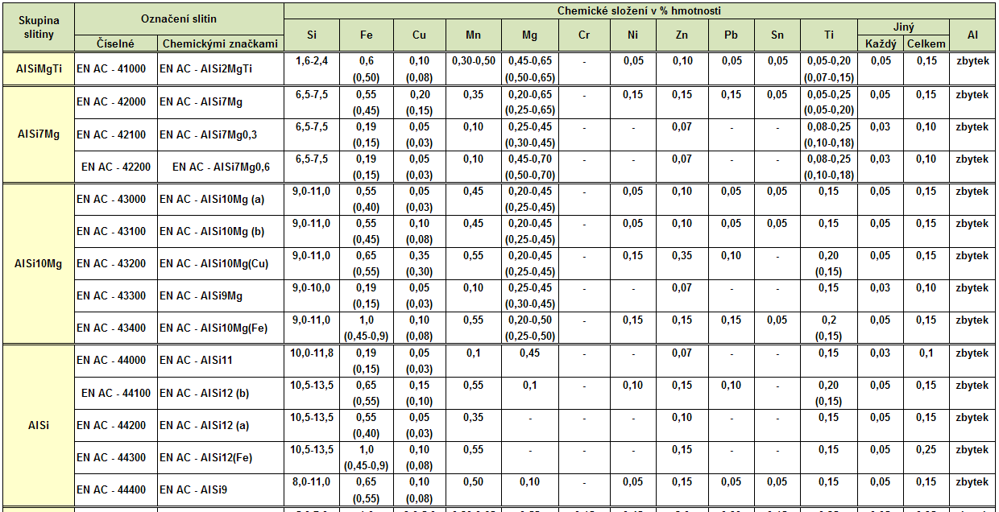 Skupina slitiny Označení slitin Chemické složení v % hmotnosti
Si Fe Cu Mn Mg Cr Ni Zn Pb Sn Ti Jiný Al
Číselné Chemickými značkami Každý Celkem
AlSiMgTi EN AC - 41000 EN AC - AlSi2MgTi 1,6-2,4 0,6 0,10 0,30-0,50 0,45-0,65 - 0,05 0,10 0,05 0,05 0,05-0,20 0,05 0,15 zbytek
(0,50) (0,08) (0,50-0,65) (0,07-0,15)
AlSi7Mg EN AC - 42000 EN AC - AlSi7Mg 6,5-7,5 0,55 0,20 0,35 0,20-0,65 - 0,15 0,15 0,15 0,05 0,05-0,25 0,05 0,15 zbytek
(0,45) (0,15) (0,25-0,65) (0,05-0,20)
EN AC - 42100 EN AC - AlSi7Mg0,3 6,5-7,5 0,19 0,05 0,10 0,25-0,45 - - 0,07 - - 0,08-0,25 0,03 0,10 zbytek
(0,15) (0,03) (0,30-0,45) (0,10-0,18)
EN AC - 42200 EN AC - AlSi7Mg0,6 6,5-7,5 0,19 0,05 0,10 0,45-0,70 - - 0,07 - - 0,08-0,25 0,03 0,10 zbytek
(0,15) (0,03) (0,50-0,70) (0,10-0,18)
AlSi10Mg EN AC - 43000 EN AC - AlSi10Mg (a) 9,0-11,0 0,55 0,05 0,45 0,20-0,45 - 0,05 0,10 0,05 0,05 0,15 0,05 0,15 zbytek
(0,40) (0,03) (0,25-0,45)
EN AC - 43100 EN AC - AlSi10Mg (b) 9,0-11,0 0,55 0,10 0,45 0,20-0,45 - 0,05 0,10 0,05 0,05 0,15 0,05 0,15 zbytek
(0,45) (0,08) (0,25-0,45)
EN AC - 43200 EN AC - AlSi10Mg(Cu) 9,0-11,0 0,65 0,35 0,55 0,20-0,45 - 0,15 0,35 0,10 - 0,20 0,05 0,15 zbytek
(0,55) (0,30) (0,25-0,45) (0,15)
EN AC - 43300 EN AC - AlSi9Mg 9,0-10,0 0,19 0,05 0,10 0,25-0,45 - - 0,07 - - 0,15 0,03 0,10 zbytek
(0,15) (0,03) (0,30-0,45)
EN AC - 43400 EN AC - AlSi10Mg(Fe) 9,0-11,0 1,0 0,10 0,55 0,20-0,50 - 0,15 0,15 0,15 0,05 0,2 0,05 0,15 zbytek
(0,45-0,9) (0,08) (0,25-0,50) (0,15)
AlSi EN AC - 44000 EN AC - AlSi11 10,0-11,8 0,19 0,05 0,1 0,45 - - 0,07 - - 0,15 0,03 0,1 zbytek
(0,15) (0,03)
EN AC - 44100 EN AC - AlSi12 (b) 10,5-13,5 0,65 0,15 0,55 0,1 - 0,10 0,15 0,10 - 0,20 0,05 0,15 zbytek
(0,55) (0,10) (0,15)
EN AC - 44200 EN AC - AlSi12 (a) 10,5-13,5 0,55 0,05 0,35 - - - 0,10 - - 0,15 0,05 0,15 zbytek
(0,40) (0,03)
EN AC - 44300 EN AC - AlSi12(Fe) 10,5-13,5 1,0 0,10 0,55 - - - 0,15 - - 0,15 0,05 0,25 zbytek
(0,45-0,9) (0,08)
EN AC - 44400 EN AC - AlSi9 8,0-11,0 0,65 0,10 0,50 0,10 - 0,05 0,15 0,05 0,05 0,15 0,05 0,15 zbytek
(0,55) (0,08)